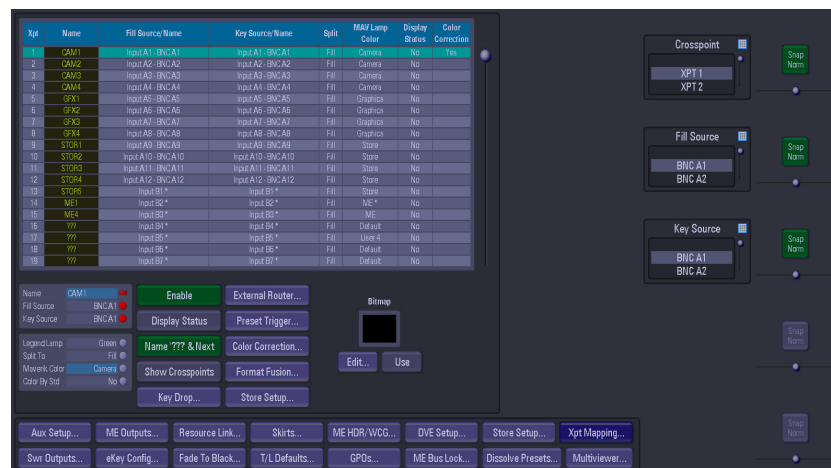 Xpt Name Fill Source/Name Key Source/Name Split MAV Lamp Color Display Status Color Correction
1 CAM1 Input A1 - BNC A1 Input A1 - BNC A1 Fill Camera No Yes
2 CAM2 Input A2 - BNC A2 Input A2 - BNC A2 Fill Camera No
3 CAM3 Input A3 - BNC A3 Input A3 - BNC A3 Fill Camera No
4 CAM4 Input A4 - BNC A4 Input A4 - BNC A4 Fill Camera No
5 GFX1 Input A5 - BNC A5 Input A5 - BNC A5 Fill Graphics No
6 GFX2 Input A6 - BNC A6 Input A6 - BNC A6 Fill Graphics No
7 GFX3 Input A7 - BNC A7 Input A7 - BNC A7 Fill Graphics No
8 GFX4 Input A8 - BNC A8 Input A8 - BNC A8 Fill Graphics No
9 STOR1 Input A9 - BNC A9 Input A9 - BNC A9 Fill Store No
10 STOR2 Input A10 - BNC A10 Input A10 - BNC A10 Fill Store No
11 STOR3 Input A11 - BNC A11 Input A11 - BNC A11 Fill Store No
12 STOR4 Input A12 - BNC A12 Input A12 - BNC A12 Fill Store No
13 STOR5 Input B1 * Input B1 * Fill Store No
14 ME1 Input B2 * Input B2 * Fill ME * No
15 ME4 Input B3 * Input B3 * Fill ME No
16 ??? Input B4 * Input B4 * Fill Default No
17 ??? Input B5 * Input B5 * Fill User 4 No
18 ??? Input B6 * Input B6 * Fill Default No
19 ??? Input B7 * Input B7 * Fill Default No
Crosspoint
XPT 1
XPT 2
Snap Norm
Fill Source
BNC A1
BNC A2
Snap Norm
Key Source
BNC A1
BNC A2
Snap Norm
Snap Norm
Snap Norm
Name CAM1
Fill Source BNC A1
Key Source BNC A1
Legend Lamp Green
Split To Fill
Maverik Color Camera
Color By Std No
Enable External Router...
Display Status Preset Trigger...
Name '??? & Next Color Correction...
Show Crosspoints Format Fusion...
Key Drop... Store Setup...
Bitmap
Edit... Use
Aux Setup... ME Outputs... Resource Link... Skirts... ME HDR/WCG... DVE Setup... Store Setup... Xpt Mapping...
Swr Outputs... eKey Config... Fade To Black... T/L Defaults... GPOs... ME Bus Lock... Dissolve Presets... Multiviewer...